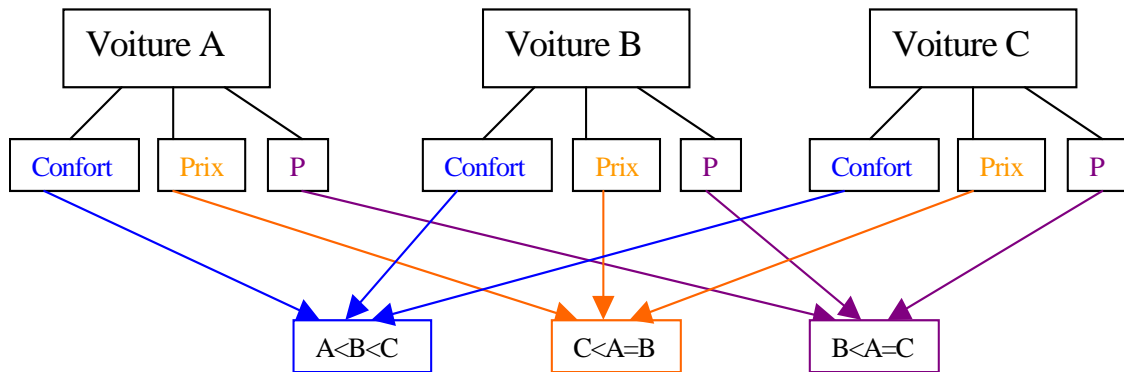 Voiture A
Voiture B
Voiture C
Confort
Prix
P
Confort
Prix
P
Confort
Prix
P
A<B<C
C<A=B
B<A=C